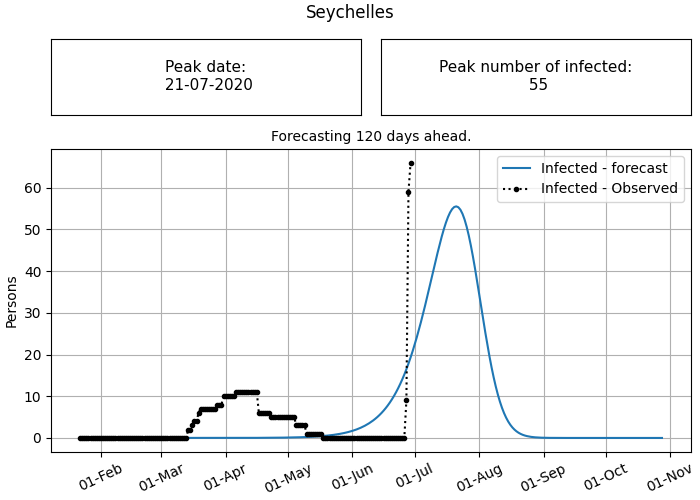 Seychelles
Peak date:
21-07-2020
Peak number of infected:
55
Forecasting 120 days ahead.
Infected - forecast
Infected - Observed
Persons
60
50
40
30
20
10
0
01-Feb
01-Mar
01-Apr
01-May
01-Jun
01-Jul
01-Aug
01-Sep
01-Oct
01-Nov